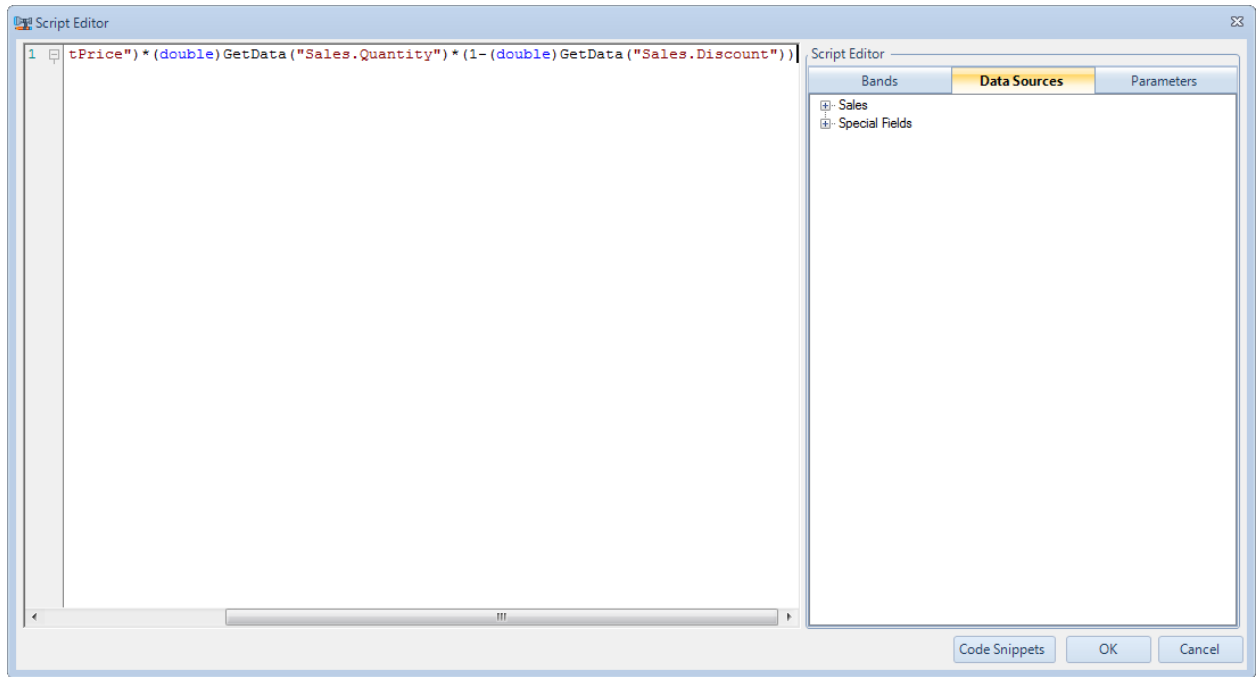 Script Editor
1 tPrice")*(double)GetData("Sales.Quantity")*(1-(double)GetData("Sales.Discount"))
Script Editor
Bands Data Sources Parameters
Sales
Special Fields
Code Snippets OK Cancel